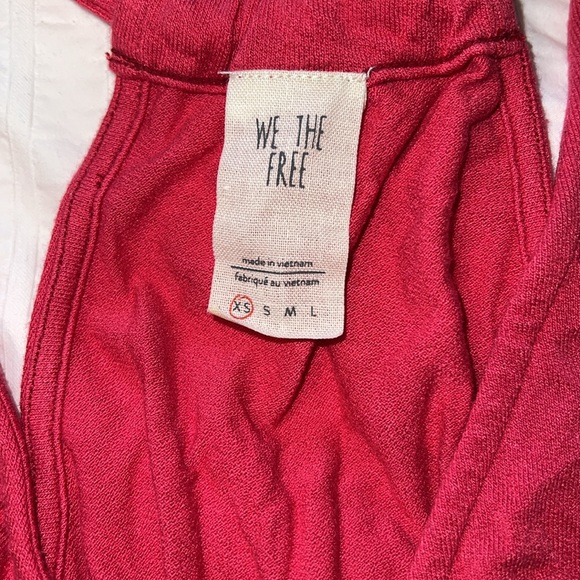 WE THE
FREE
made in vietnam
fabriqué au vietnam
XS S M L